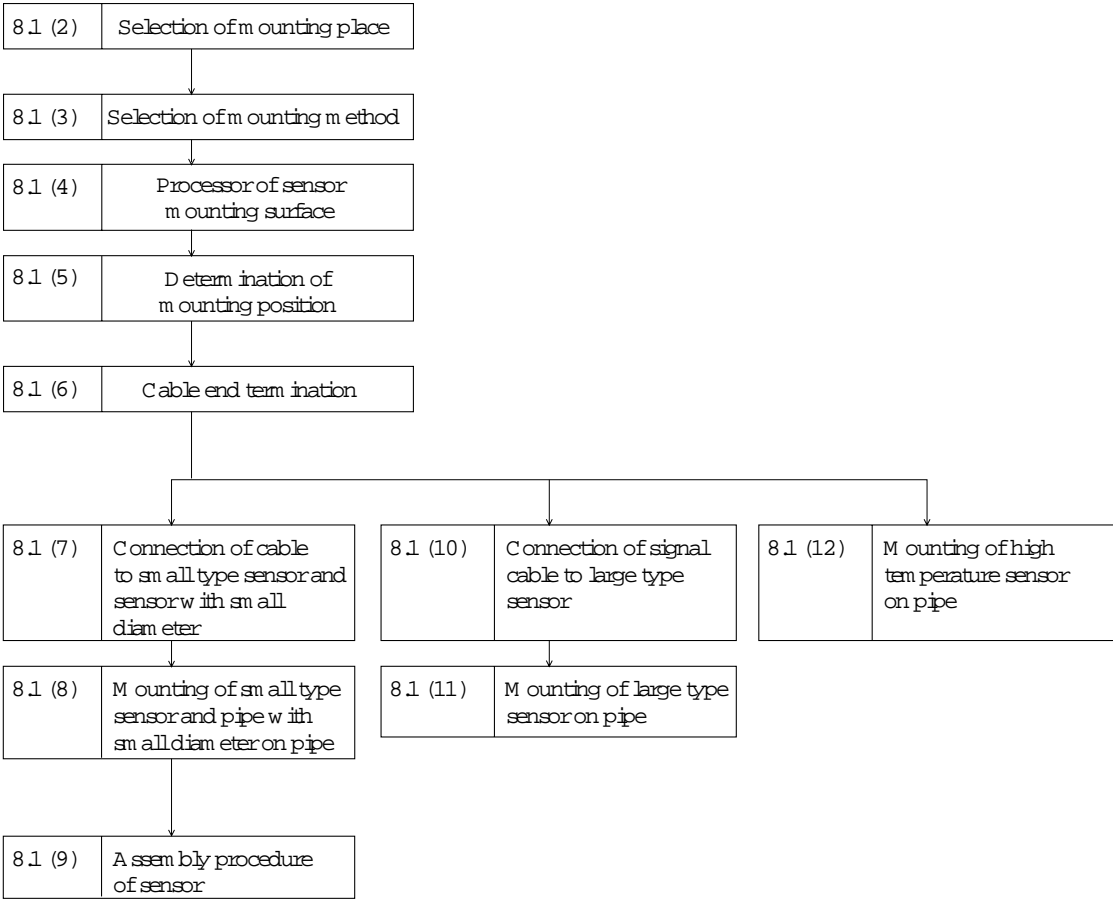 8.1 (2) Selection of mounting place
8.1 (3) Selection of mounting method
8.1 (4) Processor of sensor
mounting surface
8.1 (5) Determination of
mounting position
8.1 (6) Cable end termination
8.1 (7) Connection of cable
to small type sensor and
sensor with small
diameter
8.1 (8) Mounting of small type
sensor and pipe with
small diameter on pipe
8.1 (9) Assembly procedure
of sensor
8.1 (10) Connection of signal
cable to large type
sensor
8.1 (11) Mounting of large type
sensor on pipe
8.1 (12) Mounting of high
temperature sensor
on pipe